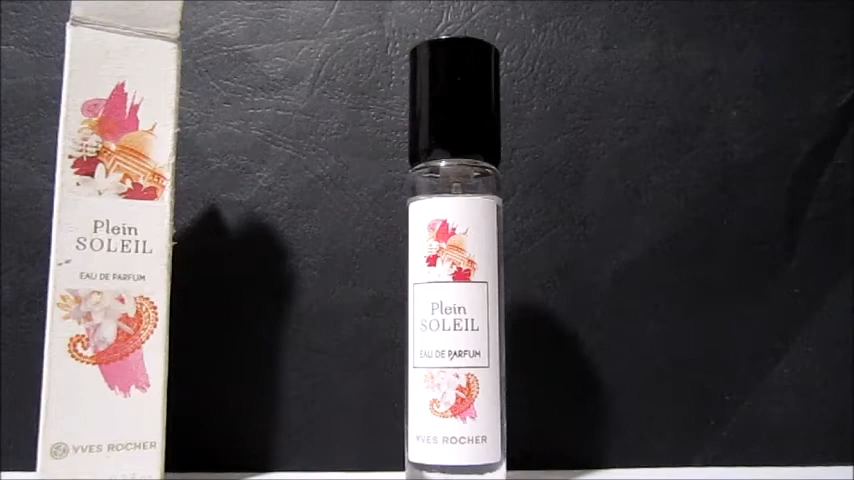 Plein
SOLEIL
EAU DE PARFUM
YVES ROCHER
Plein
SOLEIL
EAU DE PARFUM
YVES ROCHER